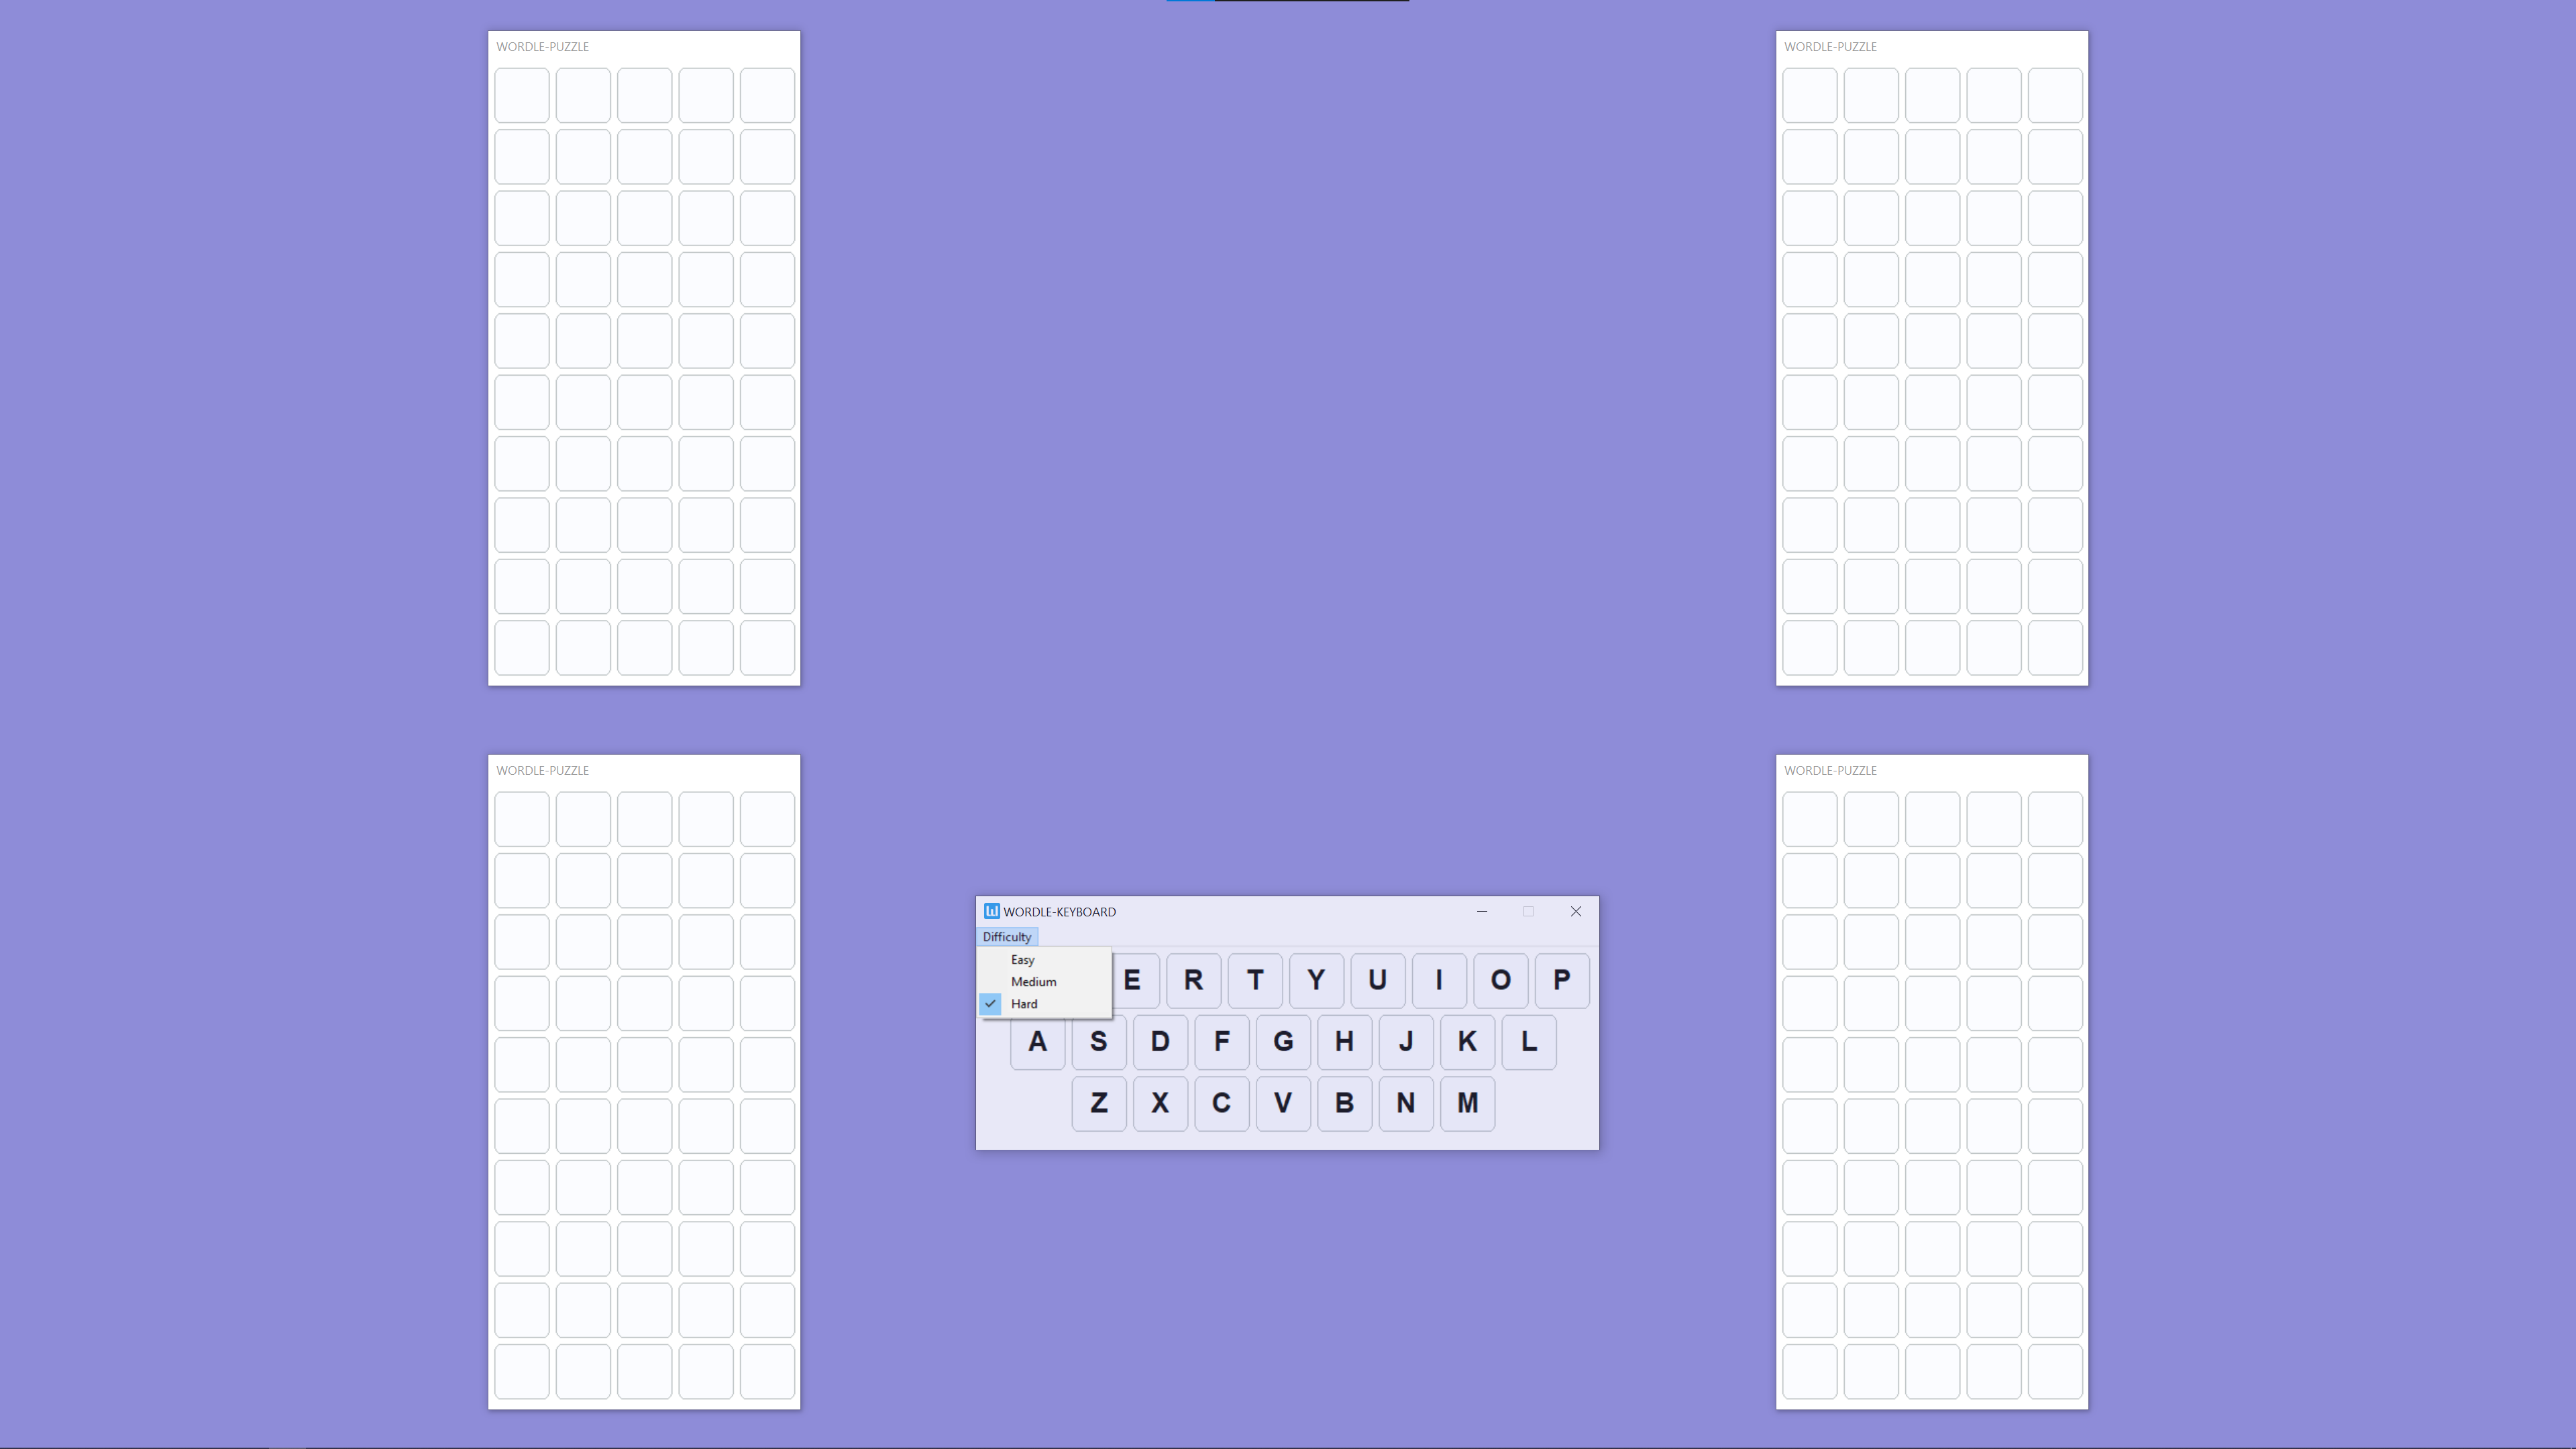 WORDLE-PUZZLE
WORDLE-PUZZLE
WORDLE-PUZZLE
WORDLE-PUZZLE
WORDLE-KEYBOARD
Difficulty
Easy
Medium
Hard
E R T Y U I O P
A S D F G H J K L
Z X C V B N M